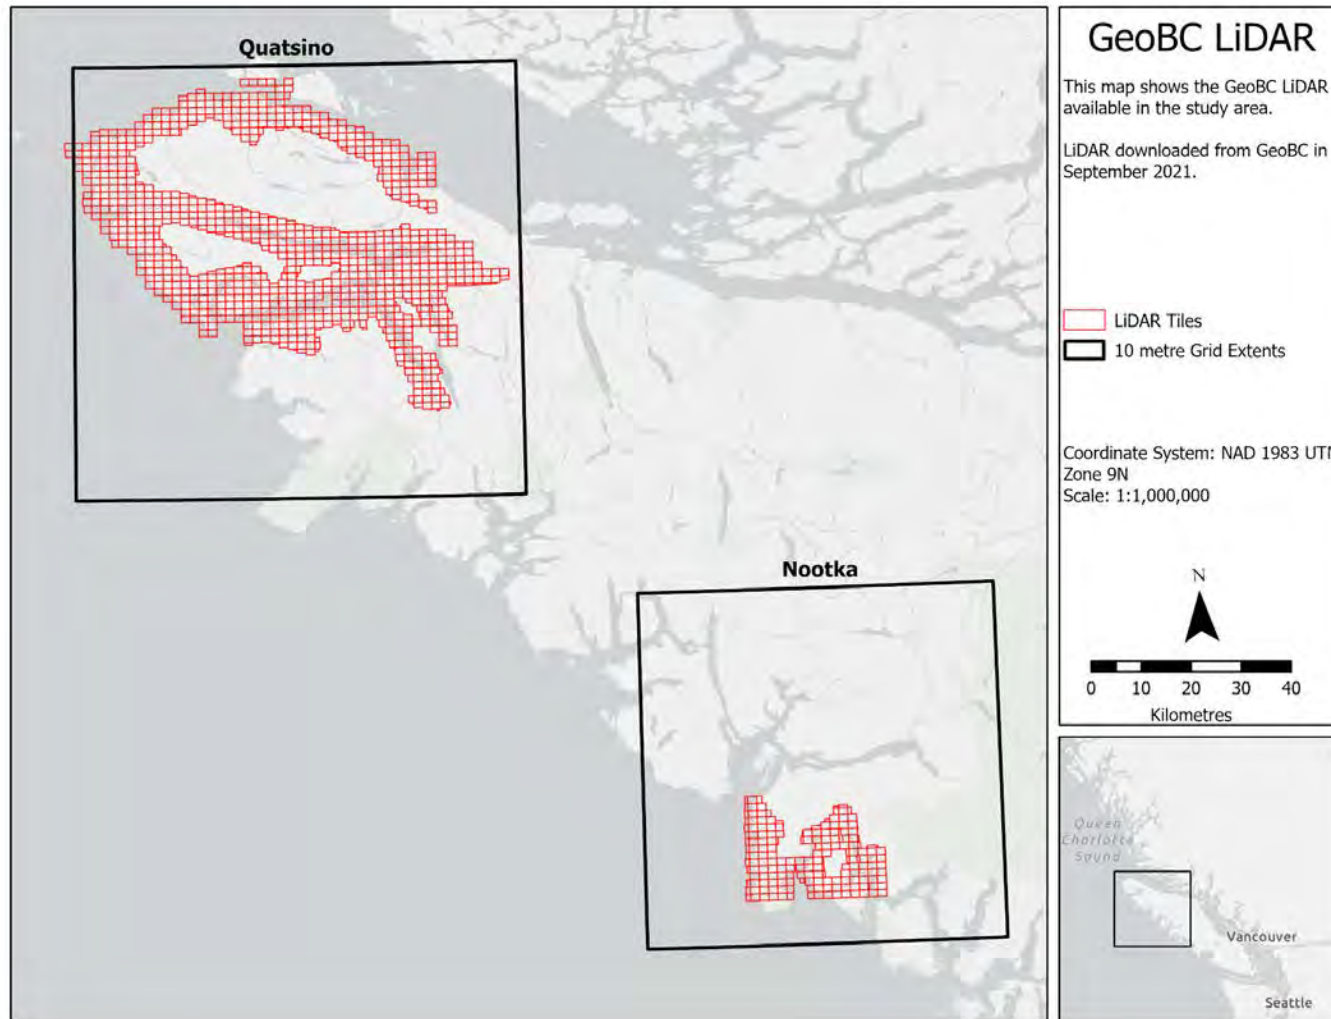 Quatsino
Nootka
GeoBC LiDAR
This map shows the GeoBC LiDAR
available in the study area.
LiDAR downloaded from GeoBC in
September 2021.
LiDAR Tiles
10 metre Grid Extents
Coordinate System: NAD 1983 UTM
Zone 9N
Scale: 1:1,000,000
N
0 10 20 30 40
Kilometres
Queen
Charlotte
Sound
Vancouver
Seattle